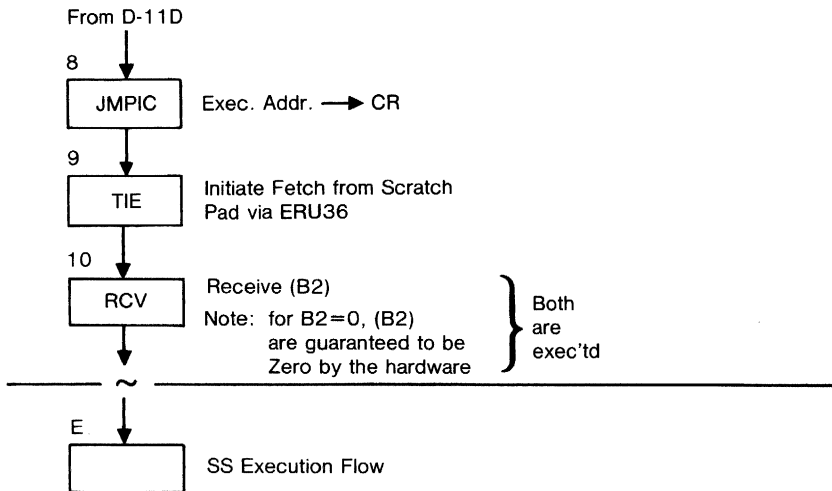 From D-11D
8
JMPIC Exec. Addr. → CR
9
TIE Initiate Fetch from Scratch
Pad via ERU36
10
RCV Receive (B2)
Note: for B2=0, (B2)
are guaranteed to be
Zero by the hardware
Both
are
exec'td
~
E
SS Execution Flow